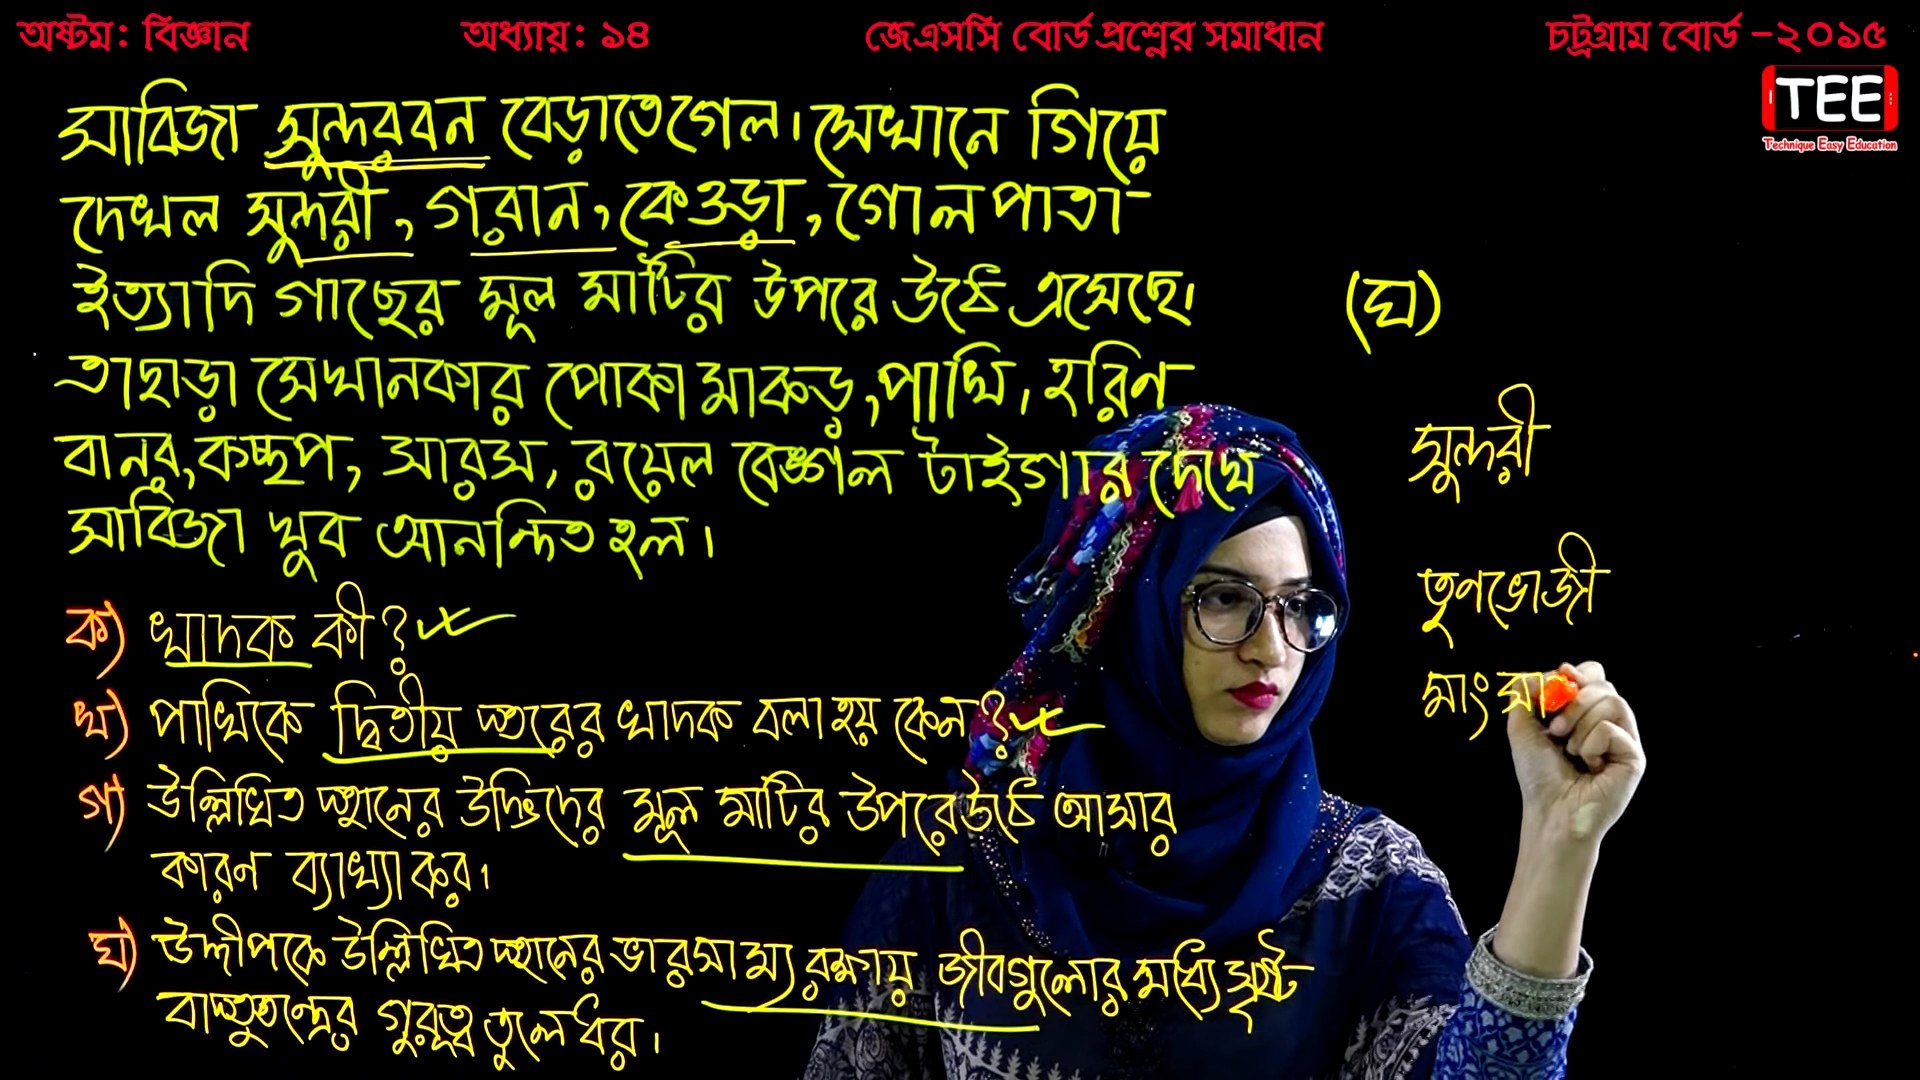 অষ্টম: বিজ্ঞান
অধ্যায়: ১৪
জেএসসি বোর্ড প্রশ্নের সমাধান
চট্রগ্রাম বোর্ড -২০১৫
TEE
Technique Easy Education
সাবিজা সুন্দরবন বেড়াতে গেল। সেখানে গিয়ে
দেখল সুন্দরী, গরান, কেওড়া, গোলপাতা
ইত্যাদি গাছের মূল মাটির উপরে উঠে এসেছে।
তাছাড়া সেখানকার পোকামাকড়, পাখি, হরিণ
বানর, কচ্ছপ, সারস, রয়েল বেঙ্গল টাইগার দেখে
সাবিজা খুব আনন্দিত হল।
ক) খাদক কী?
খ) পাখিকে দ্বিতীয় স্তরের খাদক বলা হয় কেন?
গ) উল্লিখিত স্থানের উদ্ভিদের মূল মাটির উপরে উঠে আসার
কারণ ব্যাখ্যা কর।
ঘ) উদ্দীপকে উল্লিখিত স্থানের ভারসাম্য রক্ষায় জীবগুলোর মধ্যে সৃষ্ট
বাস্তুতন্ত্রের গুরুত্ব তুলে ধর।
(ঘ)
সুন্দরী
তৃণভোজী
মাংসা